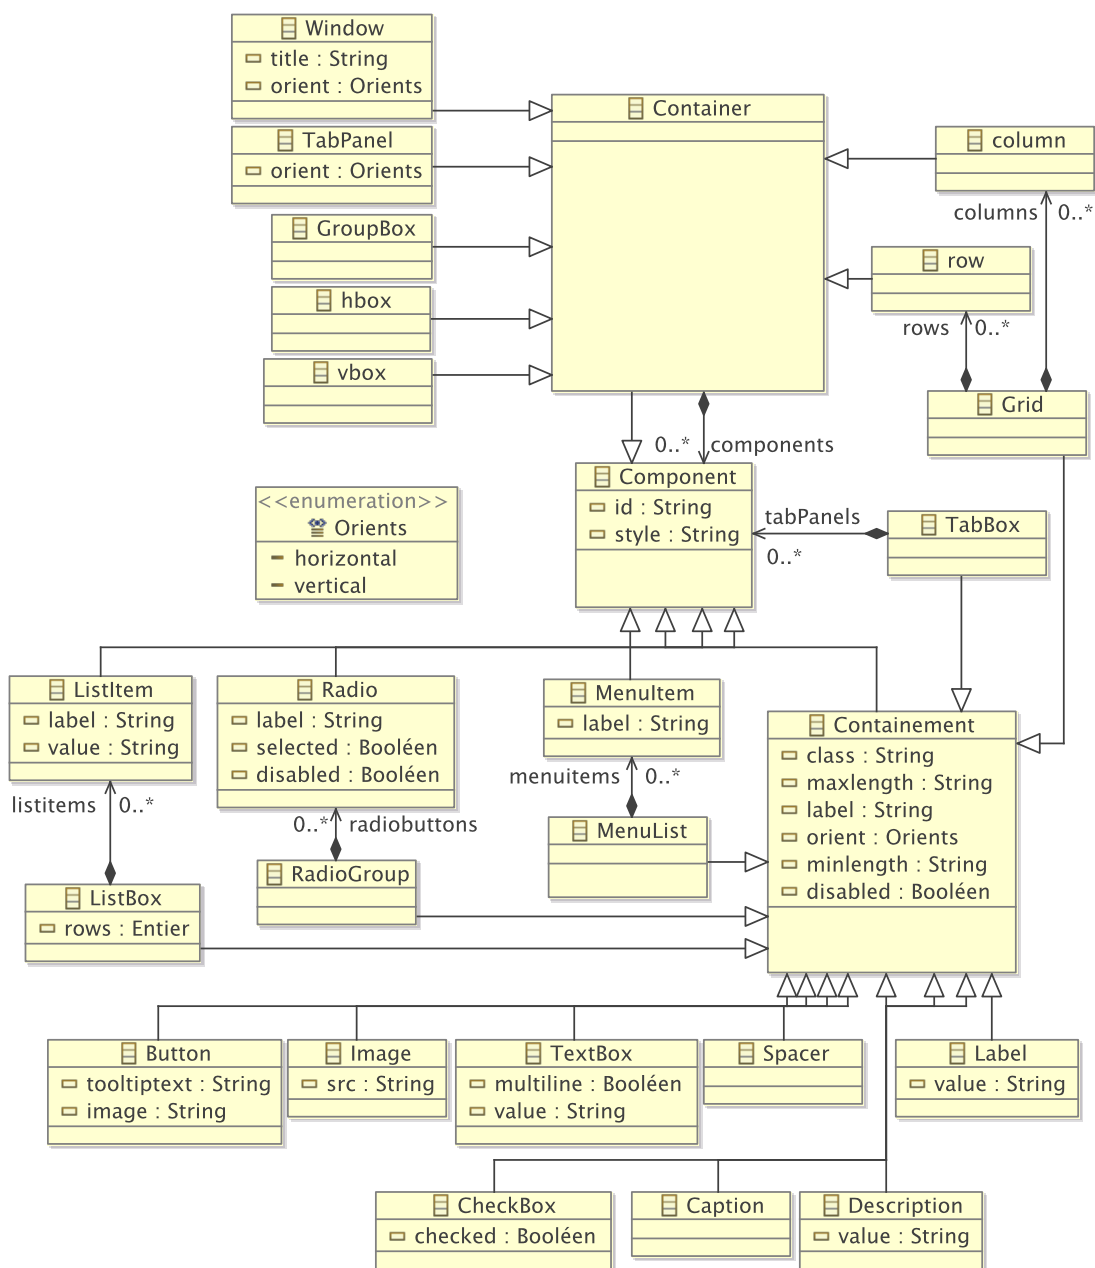 Window
title : String
orient : Orients
TabPanel
orient : Orients
GroupBox
hbox
vbox
Container
column
columns
0..*
row
rows
0..*
Grid
0..*
components
Component
id : String
style : String
tabPanels
0..*
TabBox
<<enumeration>>
Orients
horizontal
vertical
ListItem
label : String
value : String
listitems
0..*
Radio
label : String
selected : Booléen
disabled : Booléen
0..*
radiobuttons
MenuItem
label : String
menuitems
0..*
MenuList
Containement
class : String
maxlength : String
label : String
orient : Orients
minlength : String
disabled : Booléen
RadioGroup
ListBox
rows : Entier
Button
tooltiptext : String
image : String
Image
src : String
TextBox
multiline : Booléen
value : String
Spacer
Label
value : String
CheckBox
checked : Booléen
Caption
Description
value : String